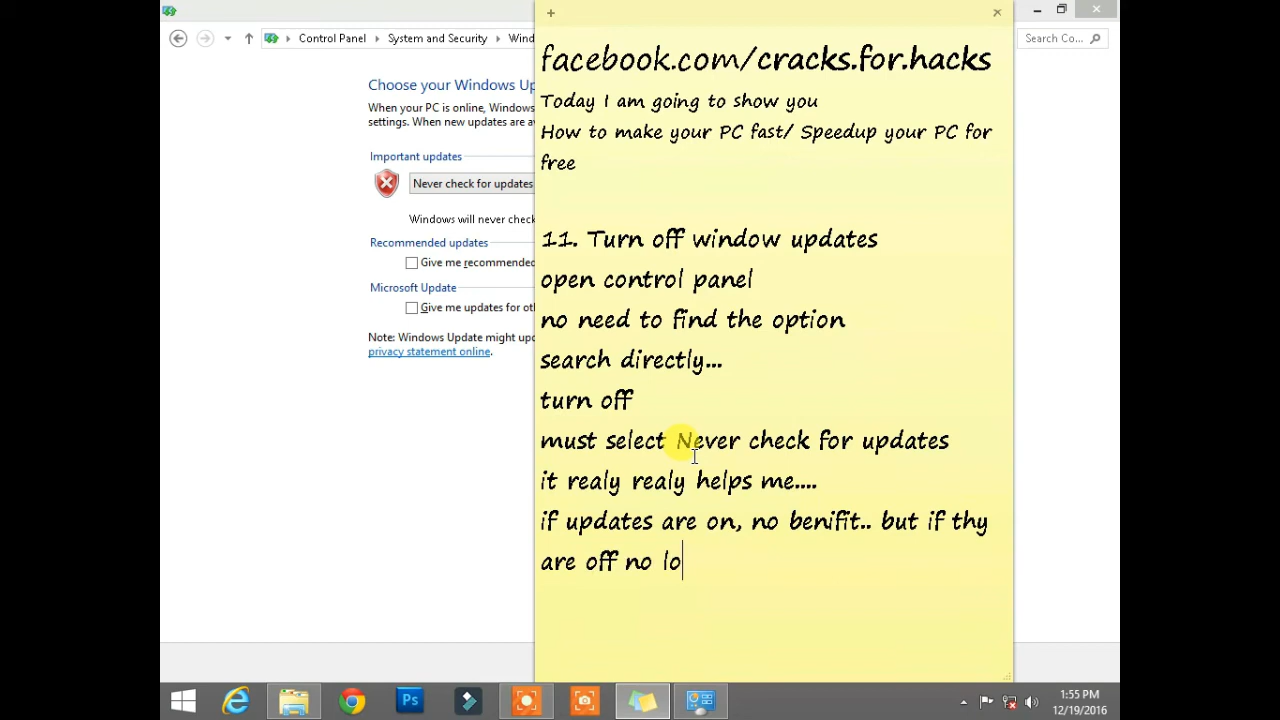 +
Control Panel
System and Security
Wind
Search Co...
Choose your Windows Up
When your PC is online, Windows
settings. When new updates are av
Important updates
Never check for updates
Windows will never check
Recommended updates
Give me recommended
Microsoft Update
Give me updates for ot
Note: Windows Update might upd
privacy statement online.
facebook.com/cracks.for.hacks
Today I am going to show you
How to make your PC fast/ Speedup your PC for
free
11. Turn off window updates
open control panel
no need to find the option
search directly...
turn off
must select Never check for updates
it realy realy helps me....
if updates are on, no benifit.. but if thy
are off no lo
Ps
1:55 PM
12/19/2016